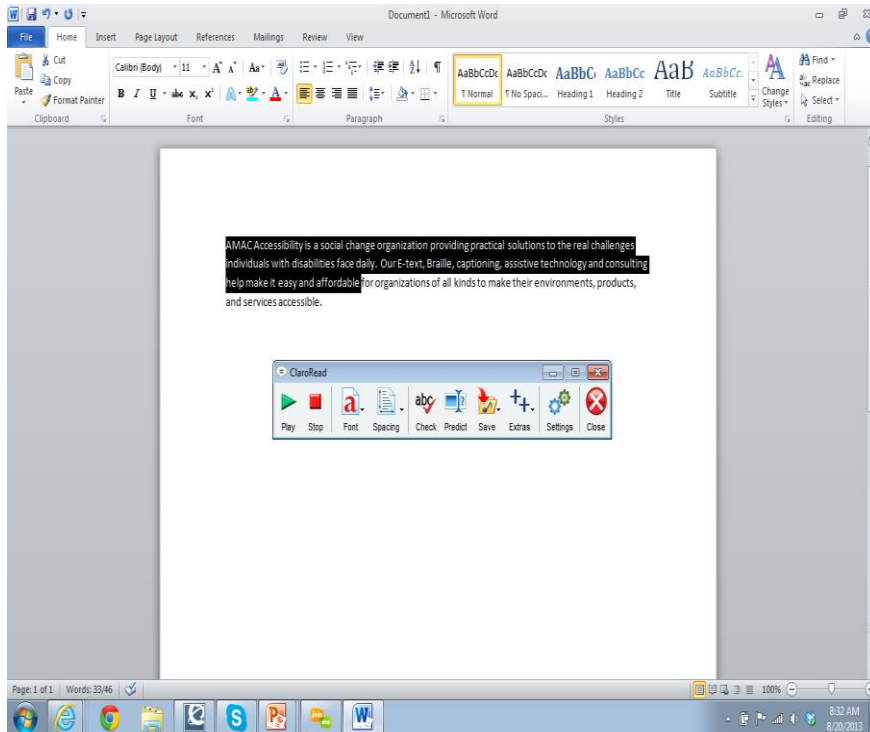 Document1 - Microsoft Word
File Home Insert Page Layout References Mailings Review View
Paste
Cut
Copy
Format Painter
Clipboard
Calibri (Body) 11
B I U abc x₂ x² A
Font
Paragraph
AaBbCcDc AaBbCcDc AaBbC AaBbCc AaB AaBbCc.
¶ Normal ¶ No Spaci... Heading 1 Heading 2 Title Subtitle
Change Styles
Styles
Find
Replace
Select
Editing
AMAC Accessibility is a social change organization providing practical solutions to the real challenges
individuals with disabilities face daily. Our E-text, Braille, captioning, assistive technology and consulting
help make it easy and affordable for organizations of all kinds to make their environments, products,
and services accessible.
ClaroRead
Play Stop Font Spacing Check Predict Save Extras Settings Close
Page: 1 of 1 Words: 33/46 100%
8:32 AM
8/20/2013